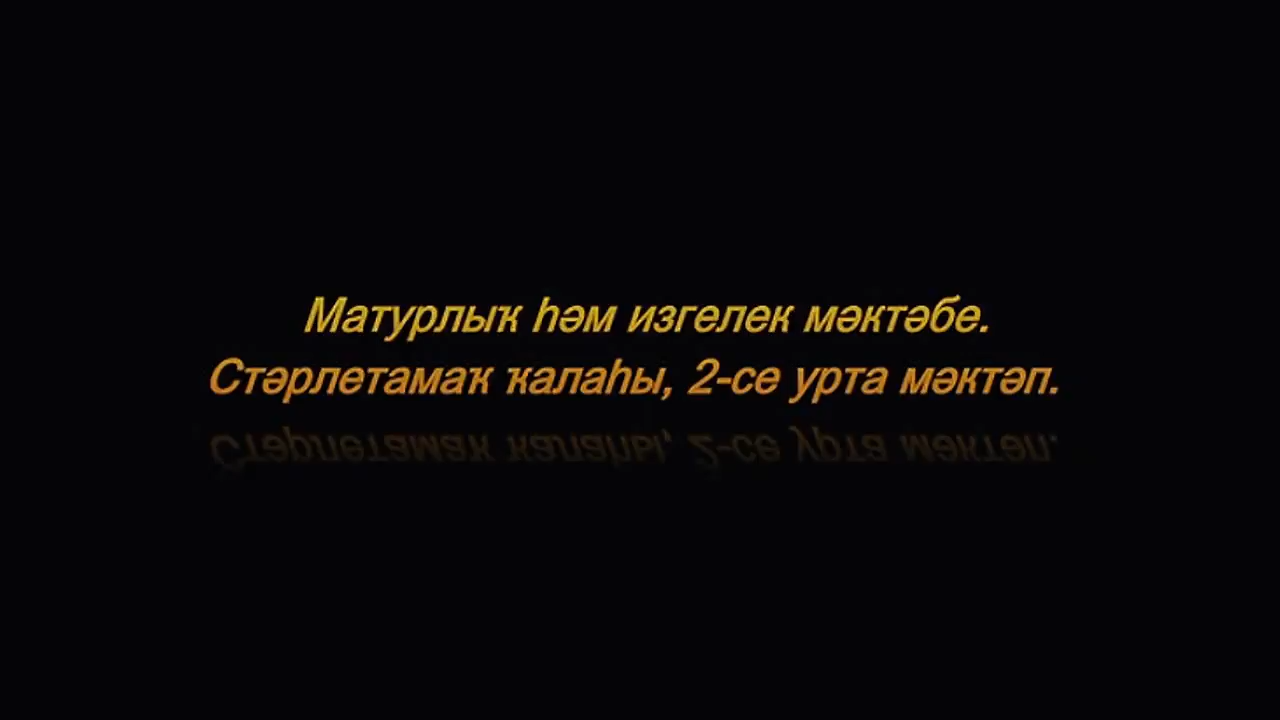 Матурлыҡ һәм изгелек мәктәбе.
Стәрлетамаҡ ҡалаһы, 2-се урта мәктәп.